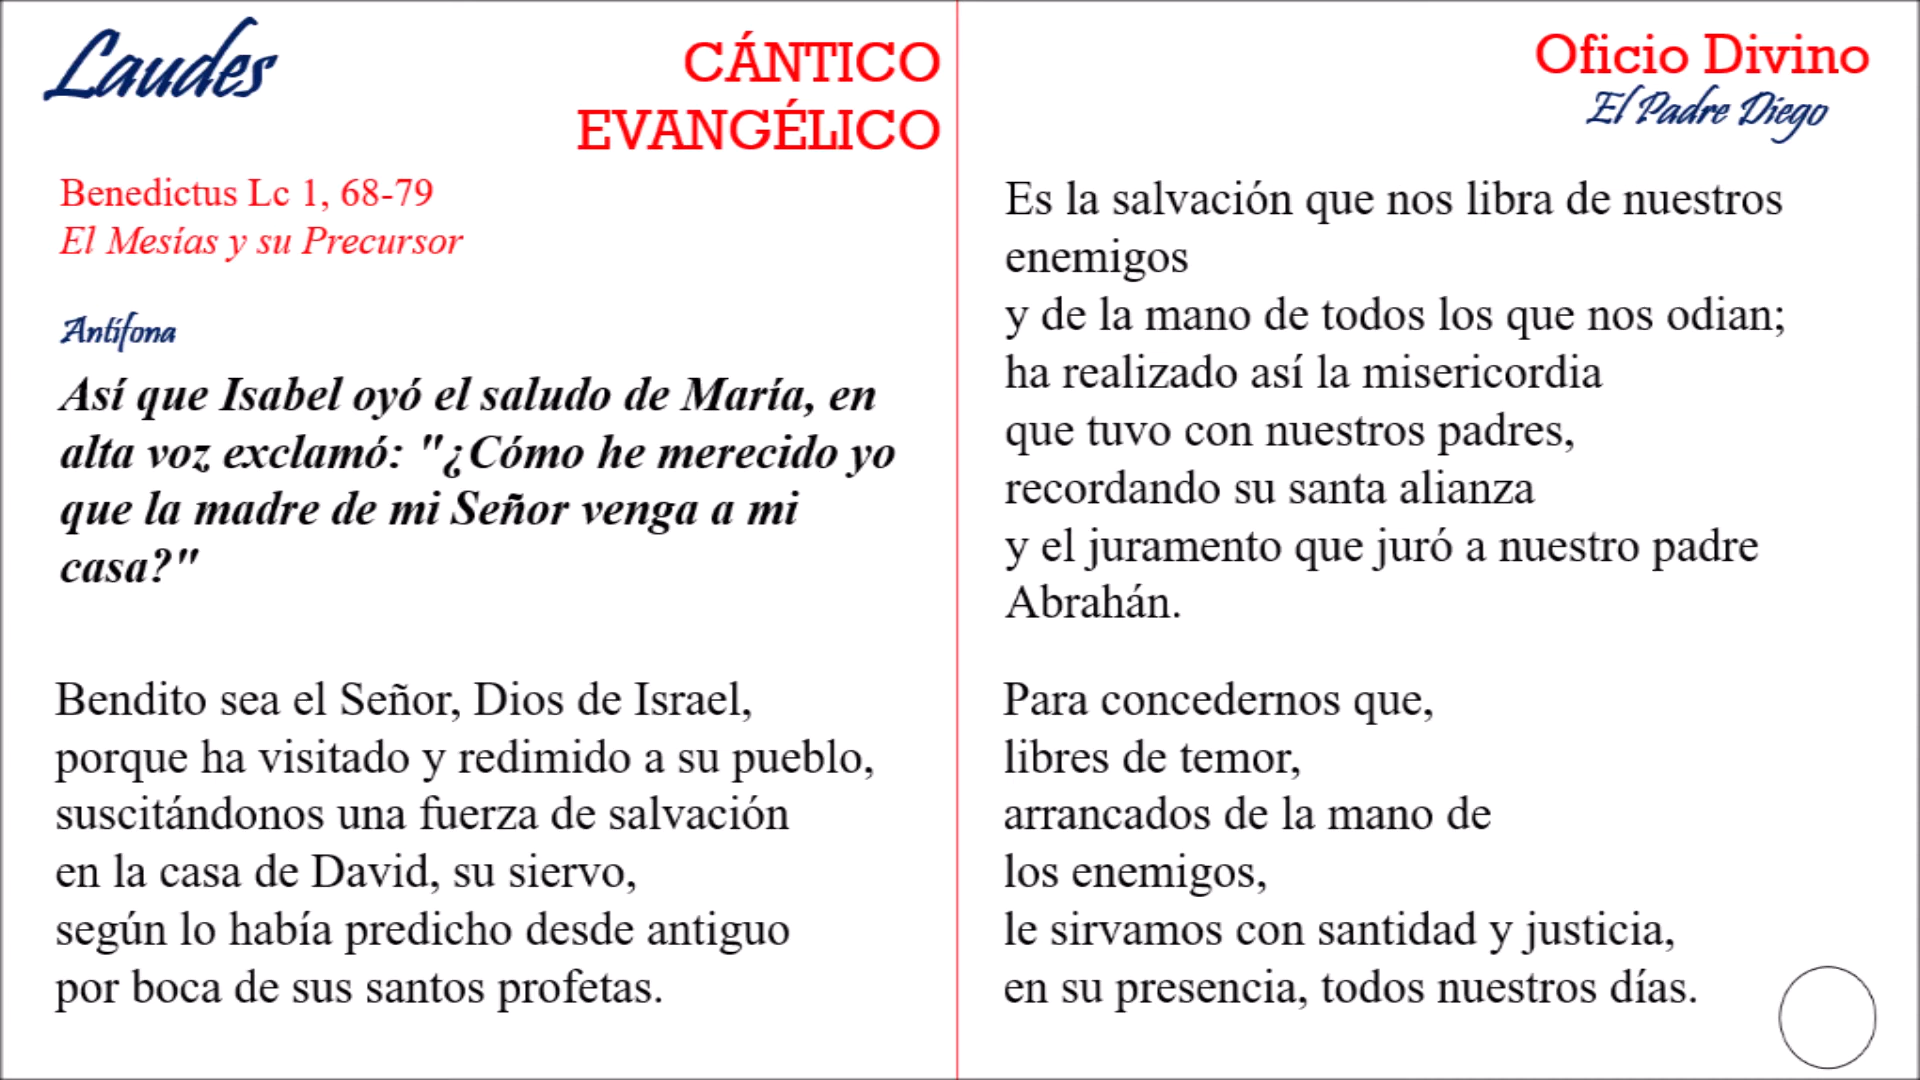 Laudes
CÁNTICO
EVANGÉLICO
Benedictus Lc 1, 68-79
El Mesías y su Precursor
Antífona
Así que Isabel oyó el saludo de María, en
alta voz exclamó: "¿Cómo he merecido yo
que la madre de mi Señor venga a mi
casa?"
Bendito sea el Señor, Dios de Israel,
porque ha visitado y redimido a su pueblo,
suscitándonos una fuerza de salvación
en la casa de David, su siervo,
según lo había predicho desde antiguo
por boca de sus santos profetas.
Oficio Divino
El Padre Diego
Es la salvación que nos libra de nuestros
enemigos
y de la mano de todos los que nos odian;
ha realizado así la misericordia
que tuvo con nuestros padres,
recordando su santa alianza
y el juramento que juró a nuestro padre
Abrahán.
Para concedernos que,
libres de temor,
arrancados de la mano de
los enemigos,
le sirvamos con santidad y justicia,
en su presencia, todos nuestros días.